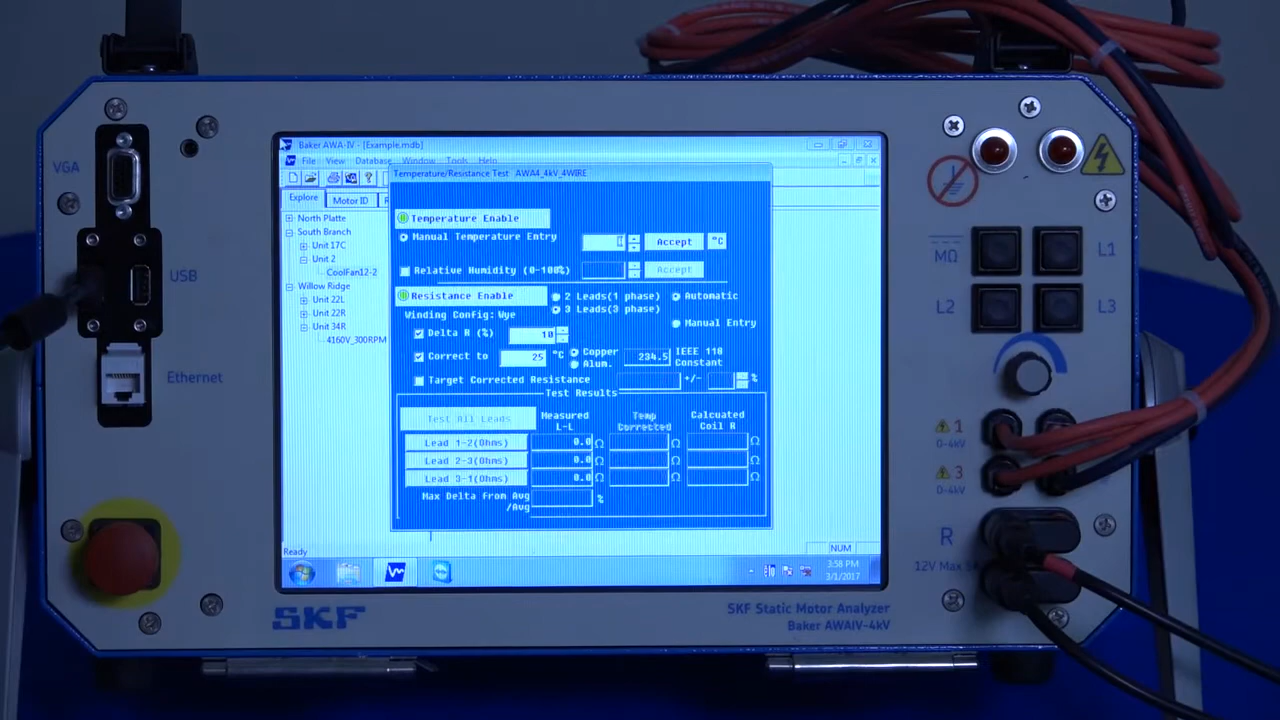 VGA
USB
Ethernet
Baker AWA-IV - [Example.mdb]
File View Database Window Tools Help
Explore Motor ID
North Platte
South Branch
Unit 17C
Unit 2
CoolFan12-2
Willow Ridge
Unit 22L
Unit 22R
Unit 34R
4160V_300RPM
Temperature/Resistance Test AWA4_4kV_4WIRE
Temperature Enable
Manual Temperature Entry Accept °C
Relative Humidity (0-100%) Accept
Resistance Enable 2 Leads(1 phase) Automatic
3 Leads(3 phase)
Winding Config: Wye Manual Entry
Delta R (%) 10
Correct to 25 °C Copper 234.5 IEEE 118
Alum. Constant
Target Corrected Resistance +/- %
Test Results
Test All Leads Measured Temp Calcuated
L-L Corrected Coil R
Lead 1-2(Ohms) 0.0 Ω Ω Ω
Lead 2-3(Ohms) 0.0 Ω Ω Ω
Lead 3-1(Ohms) 0.0 Ω Ω Ω
Max Delta from Avg %
/Avg
Ready NUM
3:58 PM
3/1/2017
SKF
SKF Static Motor Analyzer
Baker AWAIV-4kV
MΩ L1
L2 L3
1
0-4kV
3
0-4kV
R
12V Max